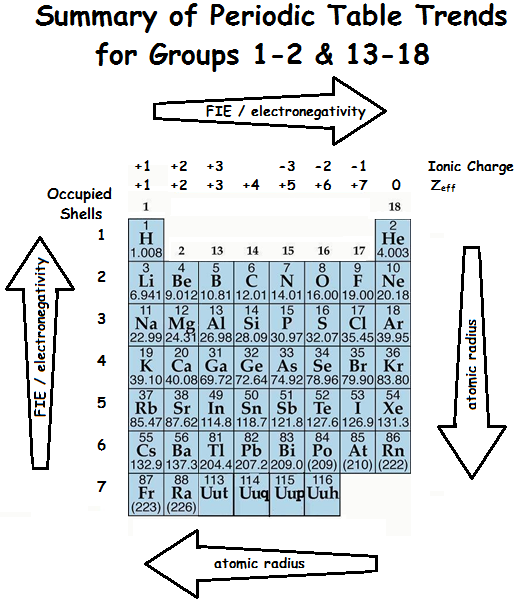 Summary of Periodic Table Trends
for Groups 1-2 & 13-18
FIE / electronegativity
+1 +2 +3 -3 -2 -1 Ionic Charge
+1 +2 +3 +4 +5 +6 +7 0 Zeff
Occupied
Shells
1 18
1 1 2
H He
1.008 2 13 14 15 16 17 4.003
2 3 4 5 6 7 8 9 10
Li Be B C N O F Ne
6.941 9.012 10.81 12.01 14.01 16.00 19.00 20.18
3 11 12 13 14 15 16 17 18
Na Mg Al Si P S Cl Ar
22.99 24.31 26.98 28.09 30.97 32.07 35.45 39.95
4 19 20 31 32 33 34 35 36
K Ca Ga Ge As Se Br Kr
39.10 40.08 69.72 72.64 74.92 78.96 79.90 83.80
5 37 38 49 50 51 52 53 54
Rb Sr In Sn Sb Te I Xe
85.47 87.62 114.8 118.7 121.8 127.6 126.9 131.3
6 55 56 81 82 83 84 85 86
Cs Ba Tl Pb Bi Po At Rn
132.9 137.3 204.4 207.2 209.0 (209) (210) (222)
7 87 88 113 114 115 116
Fr Ra Uut Uuq Uup Uuh
(223) (226)
FIE / electronegativity
atomic radius
atomic radius